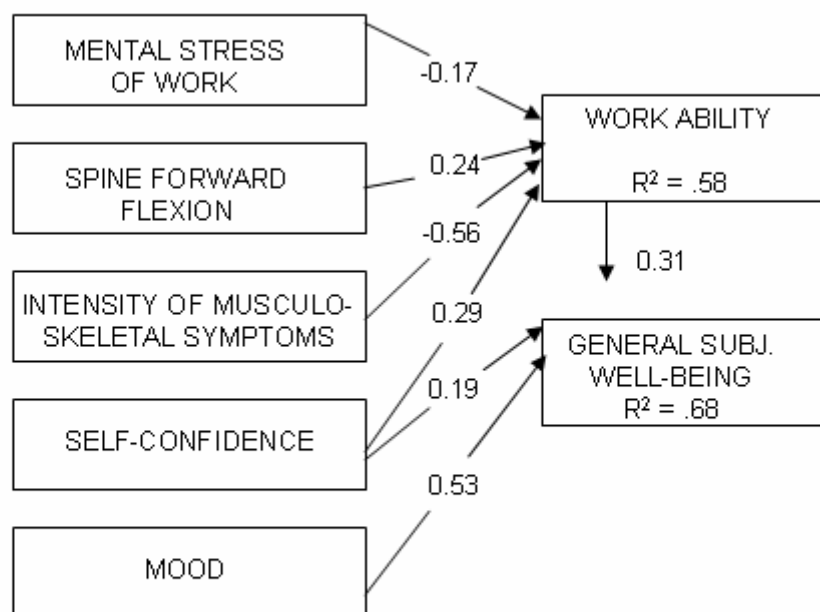 MENTAL STRESS
OF WORK
-0.17
WORK ABILITY
R² = .58
SPINE FORWARD
FLEXION
0.24
-0.56
0.31
INTENSITY OF MUSCULO-
SKELETAL SYMPTOMS
0.29
GENERAL SUBJ.
WELL-BEING
R² = .68
0.19
SELF-CONFIDENCE
0.53
MOOD